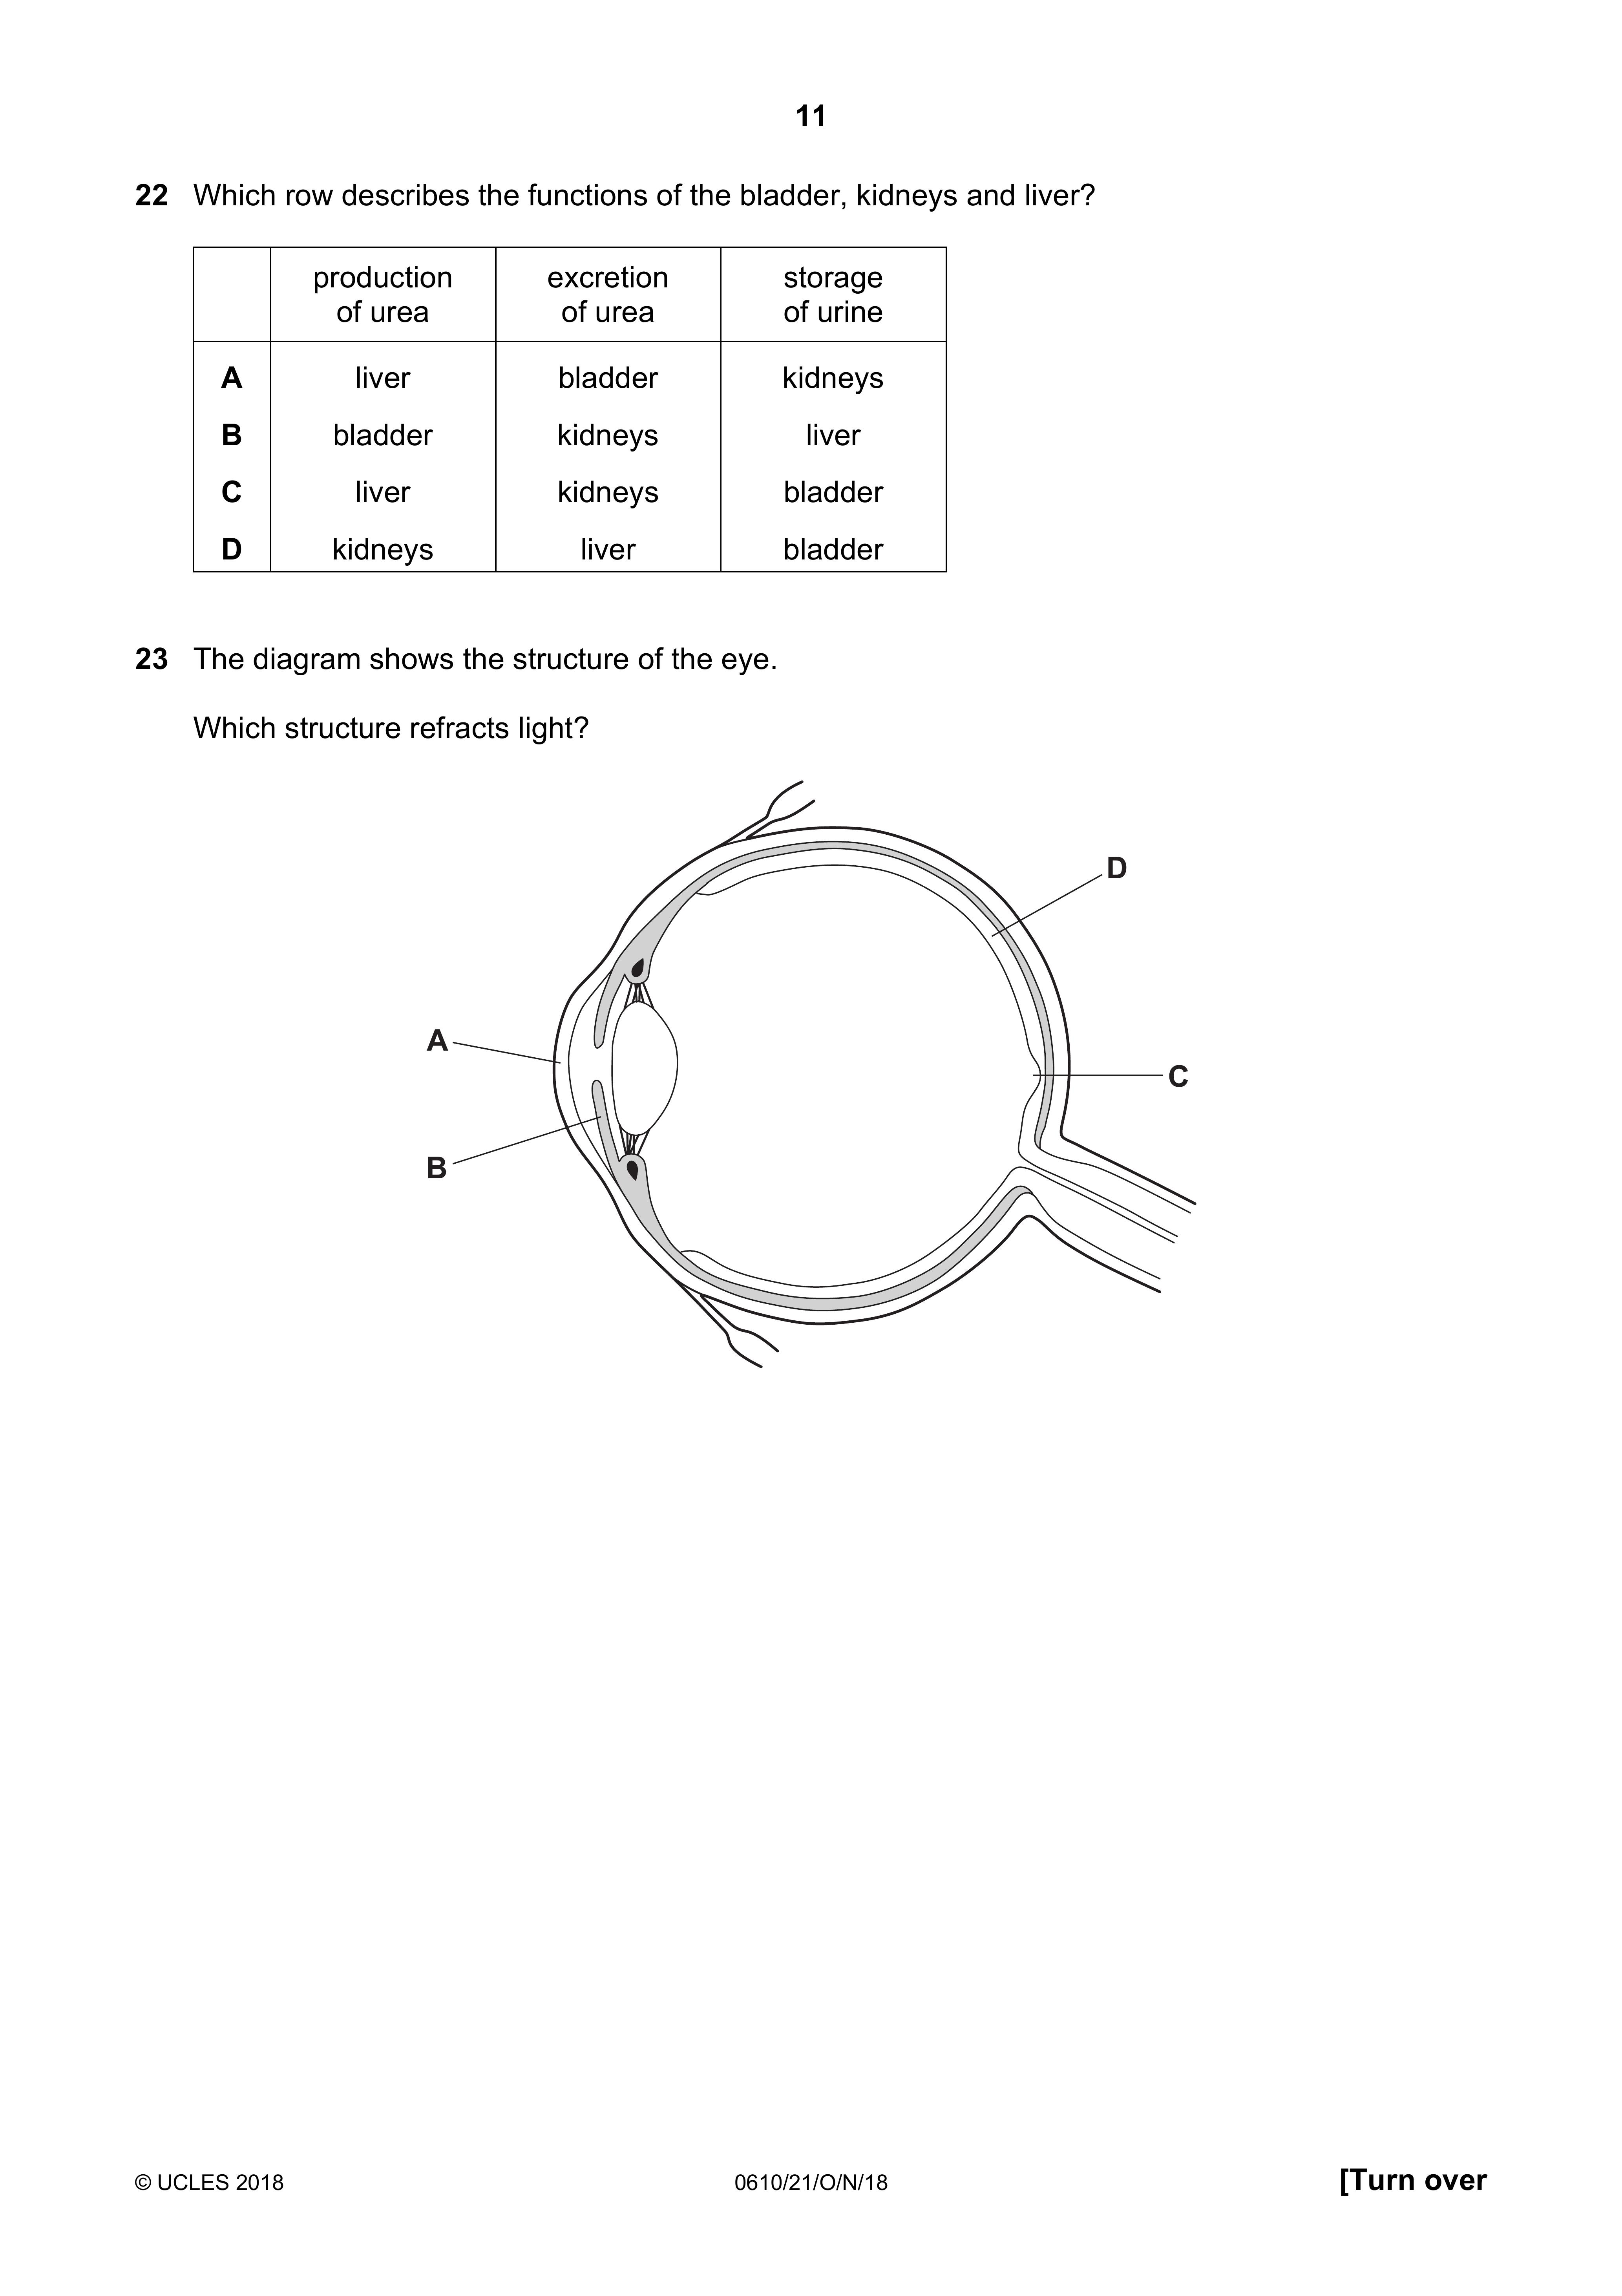 11
22 Which row describes the functions of the bladder, kidneys and liver?
production of urea excretion of urea storage of urine
A liver bladder kidneys
B bladder kidneys liver
C liver kidneys bladder
D kidneys liver bladder
23 The diagram shows the structure of the eye.
Which structure refracts light?
D
A
C
B
© UCLES 2018 0610/21/O/N/18 [Turn over